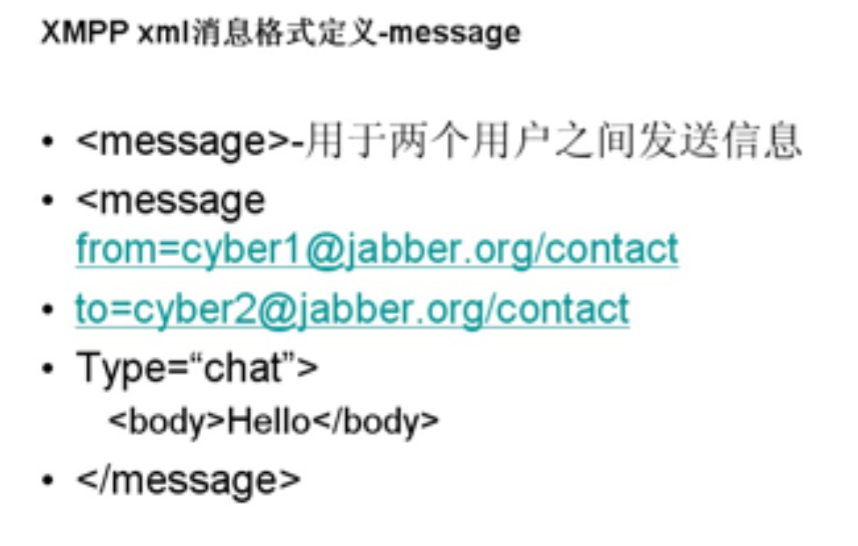 XMPP xml消息格式定义-message
• <message>-用于两个用户之间发送信息
• <message
from=cyber1@jabber.org/contact
• to=cyber2@jabber.org/contact
• Type=“chat”>
<body>Hello</body>
• </message>